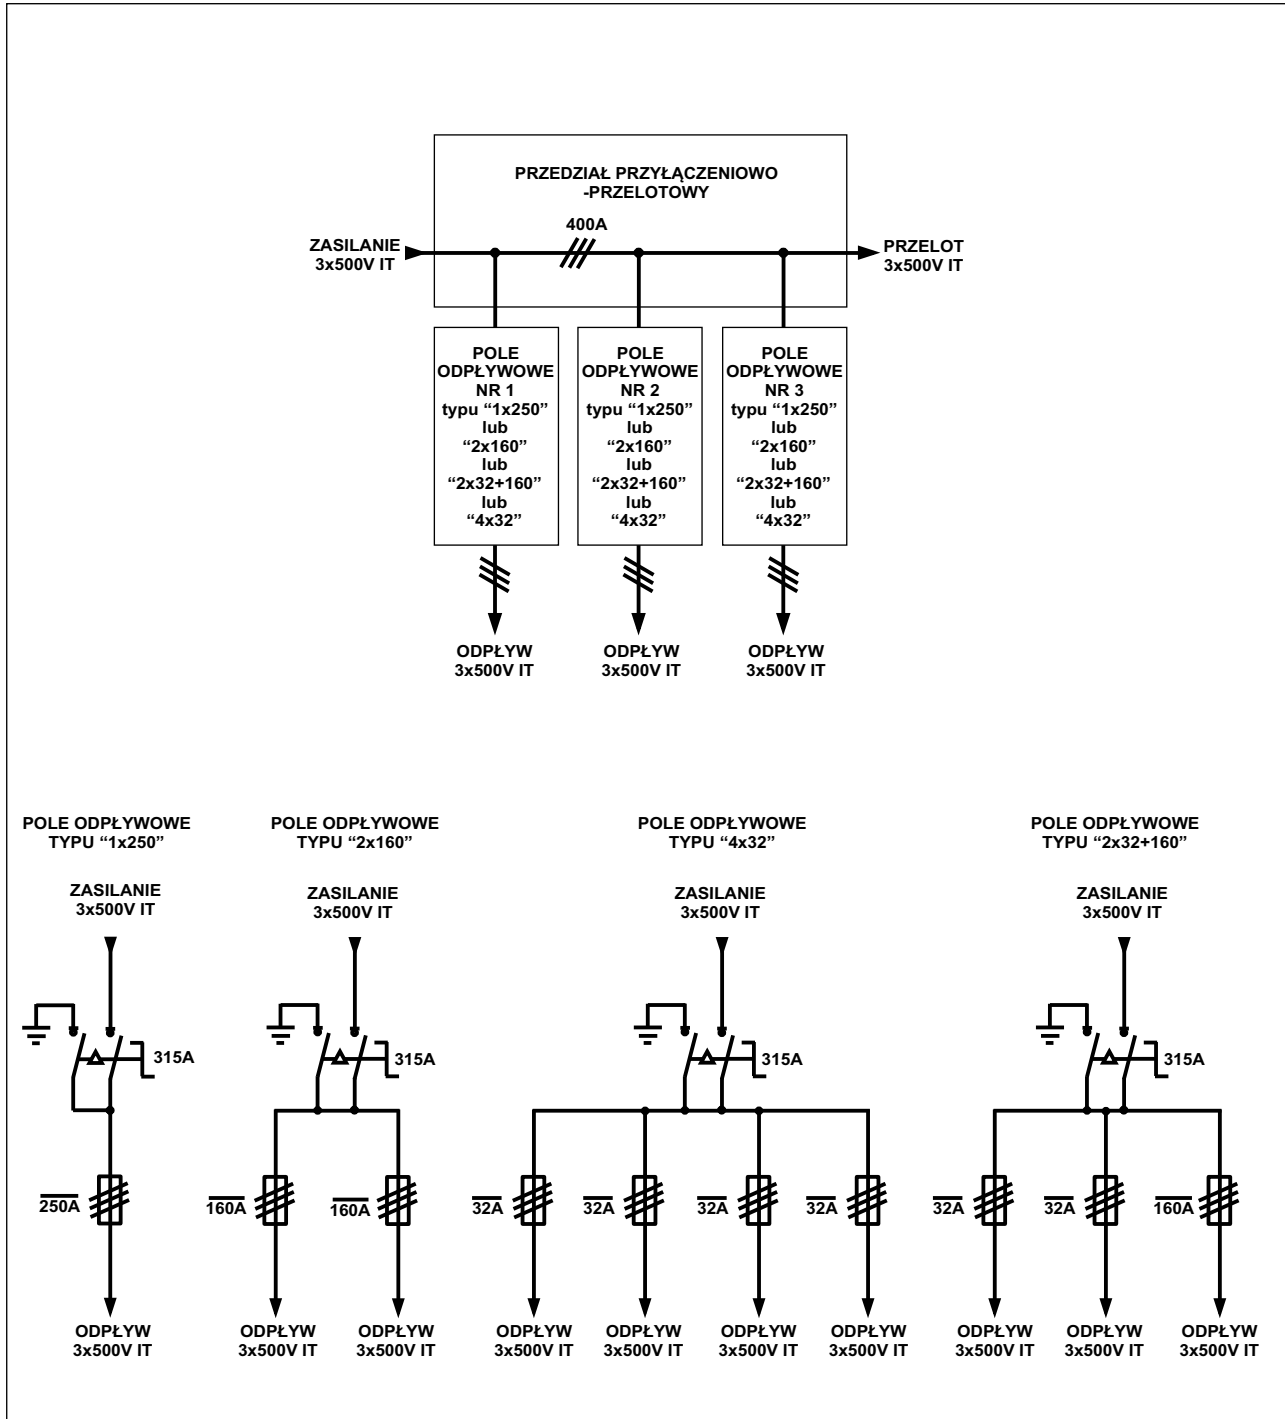 PRZEDZIAŁ PRZYŁĄCZENIOWO
-PRZELOTOWY
400A
ZASILANIE
3x500V IT
PRZELOT
3x500V IT
POLE
ODPŁYWOWE
NR 1
typu “1x250”
lub
“2x160”
lub
“2x32+160”
lub
“4x32”
POLE
ODPŁYWOWE
NR 2
typu “1x250”
lub
“2x160”
lub
“2x32+160”
lub
“4x32”
POLE
ODPŁYWOWE
NR 3
typu “1x250”
lub
“2x160”
lub
“2x32+160”
lub
“4x32”
ODPŁYW
3x500V IT
ODPŁYW
3x500V IT
ODPŁYW
3x500V IT
POLE ODPŁYWOWE
TYPU “1x250”
ZASILANIE
3x500V IT
315A
250A
ODPŁYW
3x500V IT
POLE ODPŁYWOWE
TYPU “2x160”
ZASILANIE
3x500V IT
315A
160A
160A
ODPŁYW
3x500V IT
ODPŁYW
3x500V IT
POLE ODPŁYWOWE
TYPU “4x32”
ZASILANIE
3x500V IT
315A
32A
32A
32A
32A
ODPŁYW
3x500V IT
ODPŁYW
3x500V IT
ODPŁYW
3x500V IT
ODPŁYW
3x500V IT
POLE ODPŁYWOWE
TYPU “2x32+160”
ZASILANIE
3x500V IT
315A
32A
32A
160A
ODPŁYW
3x500V IT
ODPŁYW
3x500V IT
ODPŁYW
3x500V IT